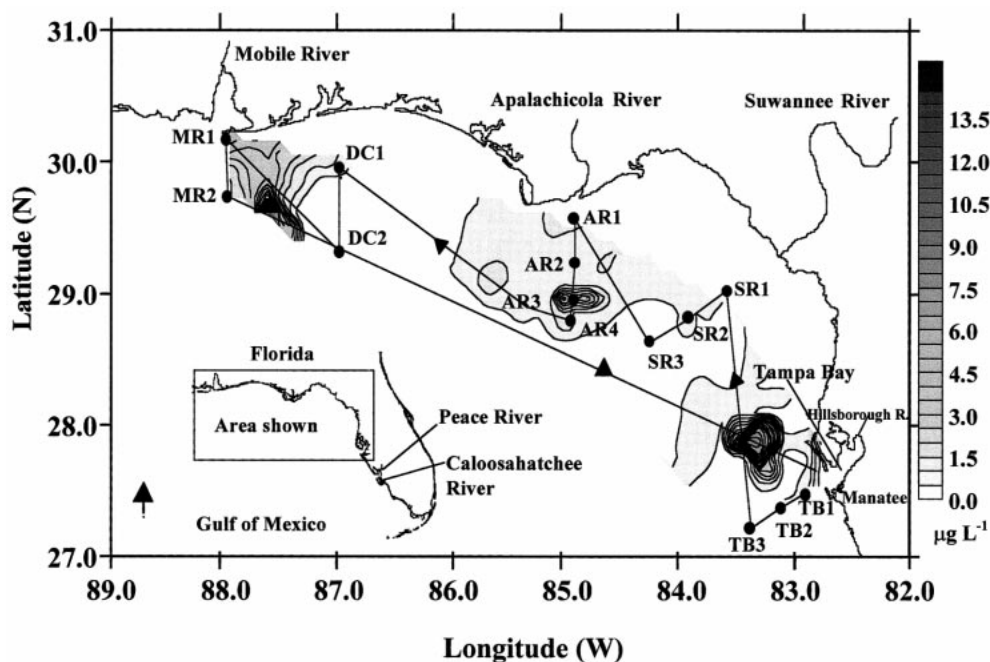 31.0
30.0
29.0
28.0
27.0
Latitude (N)
Mobile River
Apalachicola River
Suwannee River
MR1
DC1
MR2
DC2
AR1
AR2
AR3
AR4
SR1
SR2
SR3
Tampa Bay
Hillsborough R.
Manatee
TB1
TB2
TB3
Florida
Area shown
Peace River
Caloosahatchee
River
Gulf of Mexico
13.5
12.0
10.5
9.0
7.5
6.0
4.5
3.0
1.5
0.0
µg L-1
89.0 88.0 87.0 86.0 85.0 84.0 83.0 82.0
Longitude (W)